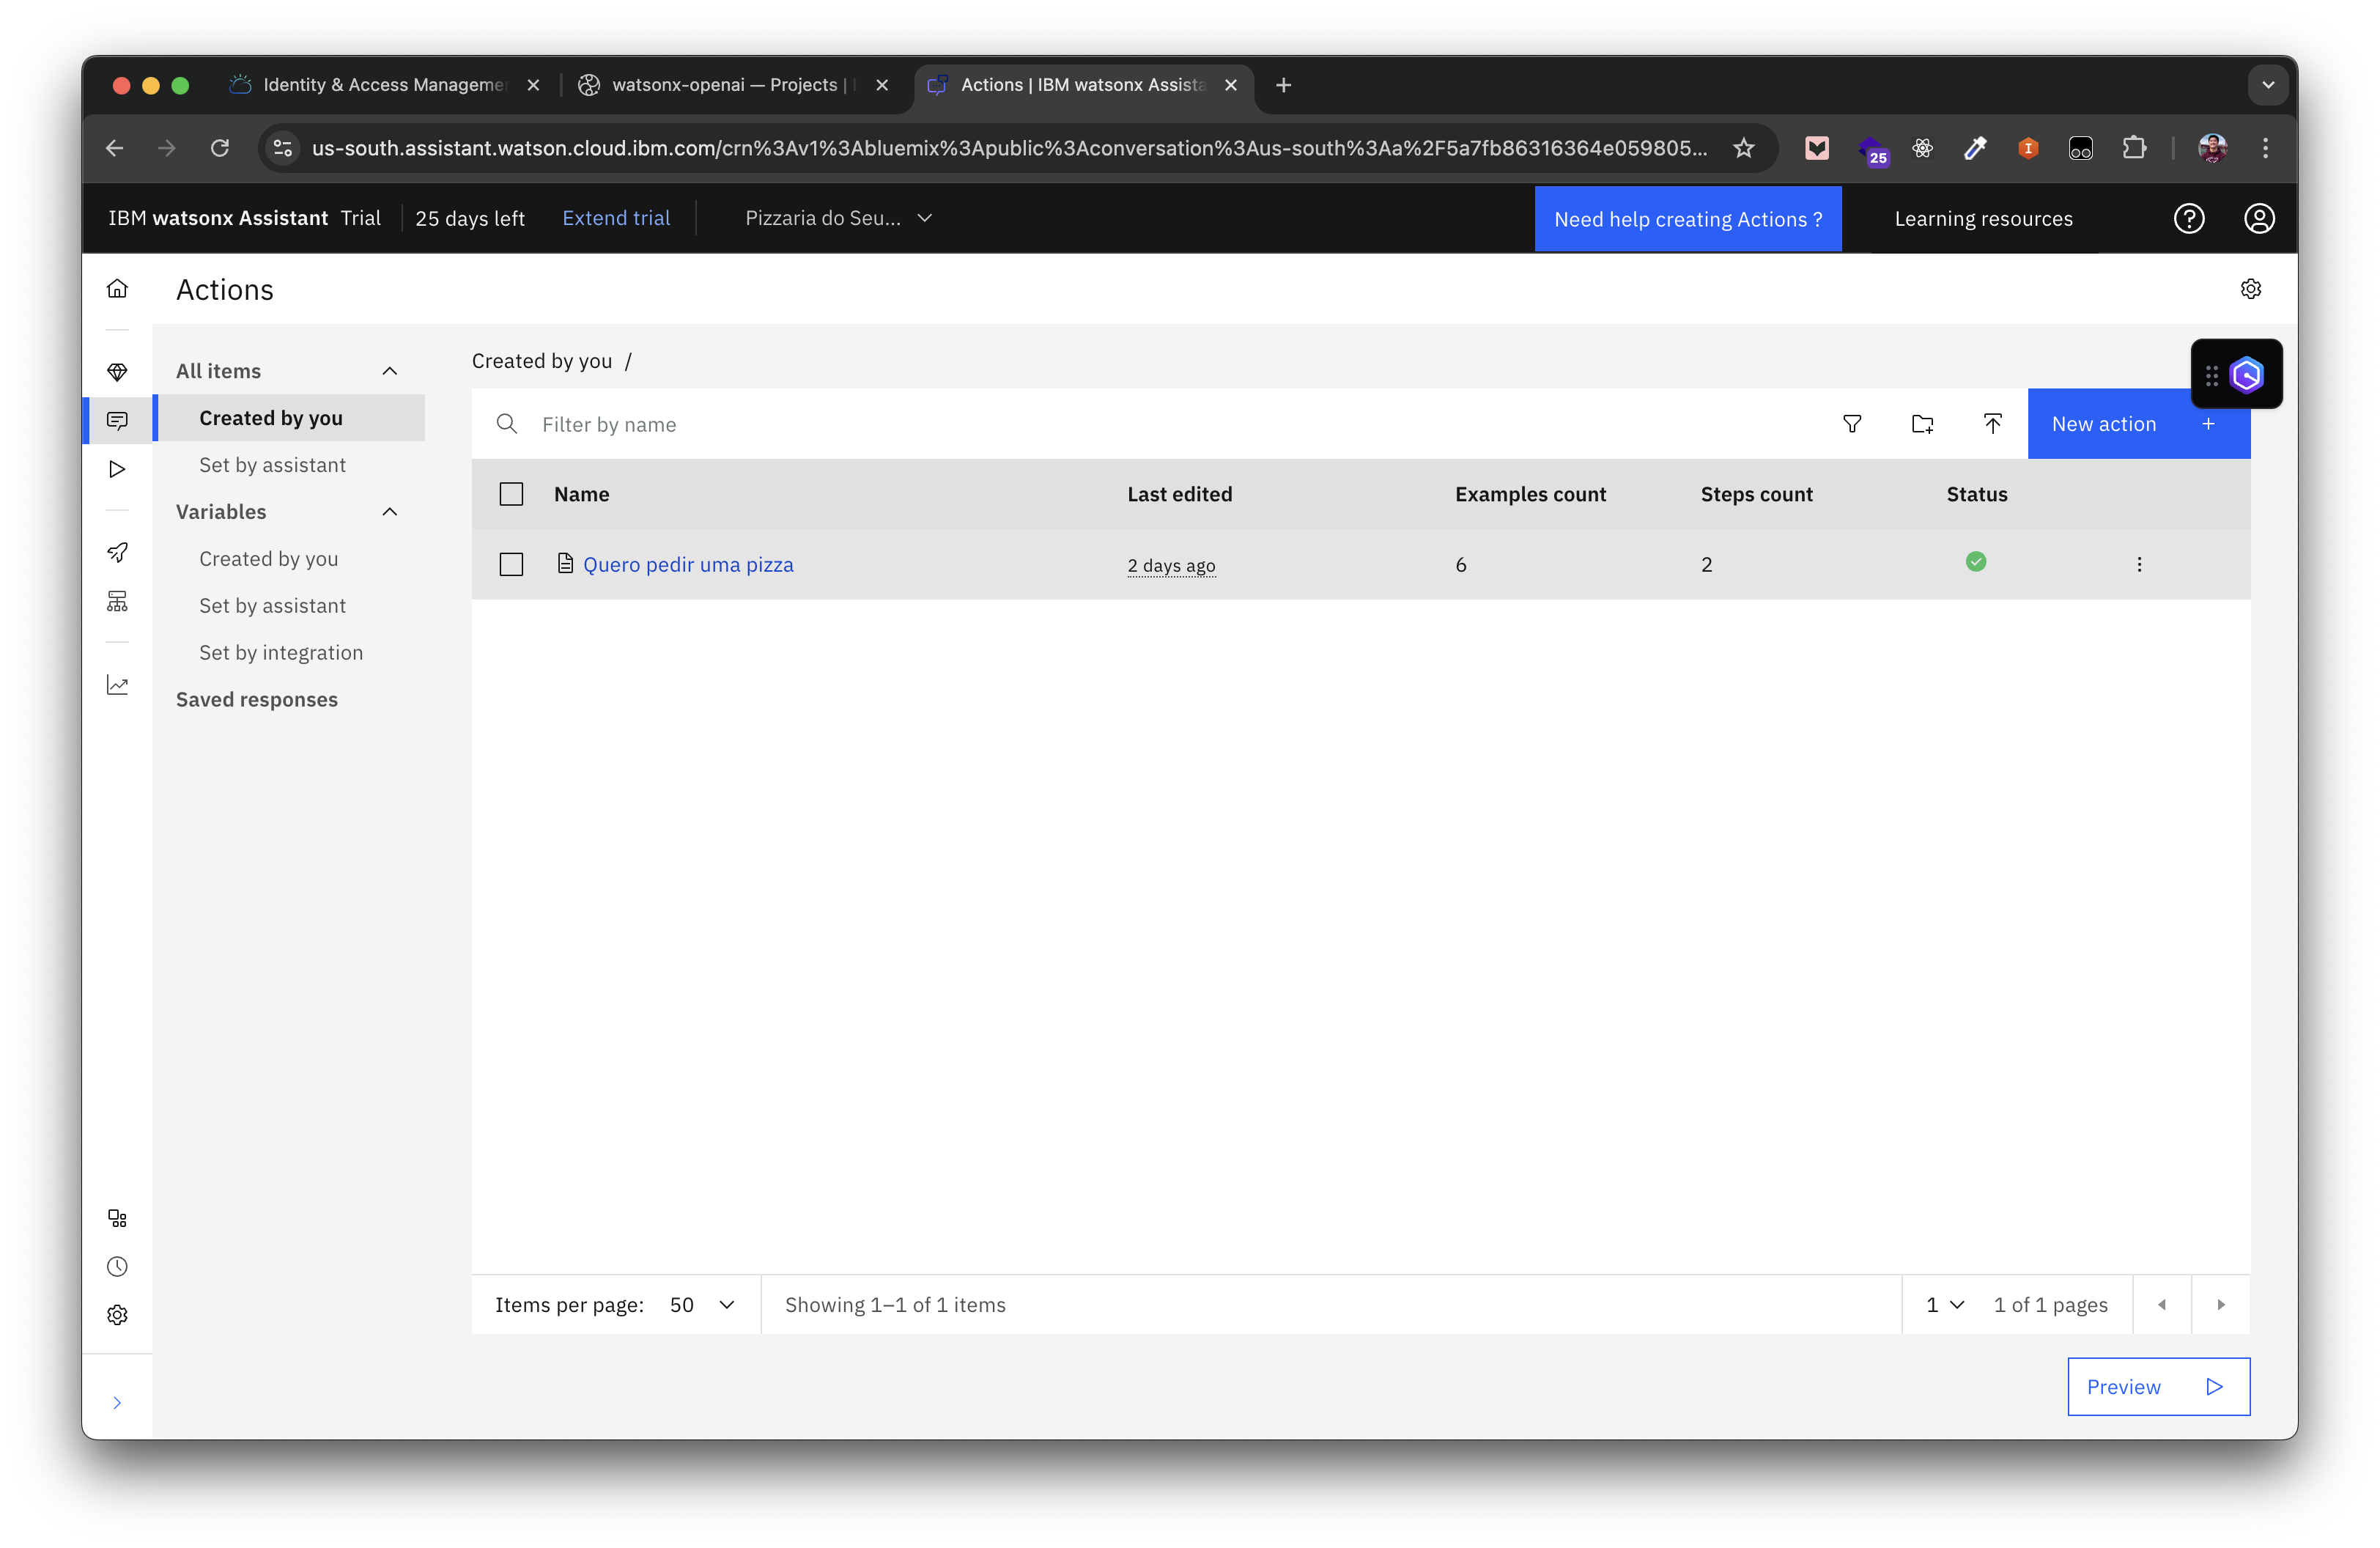 Identity & Access Managemen
watsonx-openai — Projects |
Actions | IBM watsonx Assista
us-south.assistant.watson.cloud.ibm.com/crn%3Av1%3Abluemix%3Apublic%3Aconversation%3Aus-south%3Aa%2F5a7fb86316364e059805...
25
IBM watsonx Assistant Trial
25 days left
Extend trial
Pizzaria do Seu...
Need help creating Actions ?
Learning resources
Actions
All items
Created by you
Set by assistant
Variables
Created by you
Set by assistant
Set by integration
Saved responses
Created by you /
Filter by name
New action +
Name Last edited Examples count Steps count Status
Quero pedir uma pizza 2 days ago 6 2
Items per page: 50
Showing 1–1 of 1 items
1
1 of 1 pages
Preview